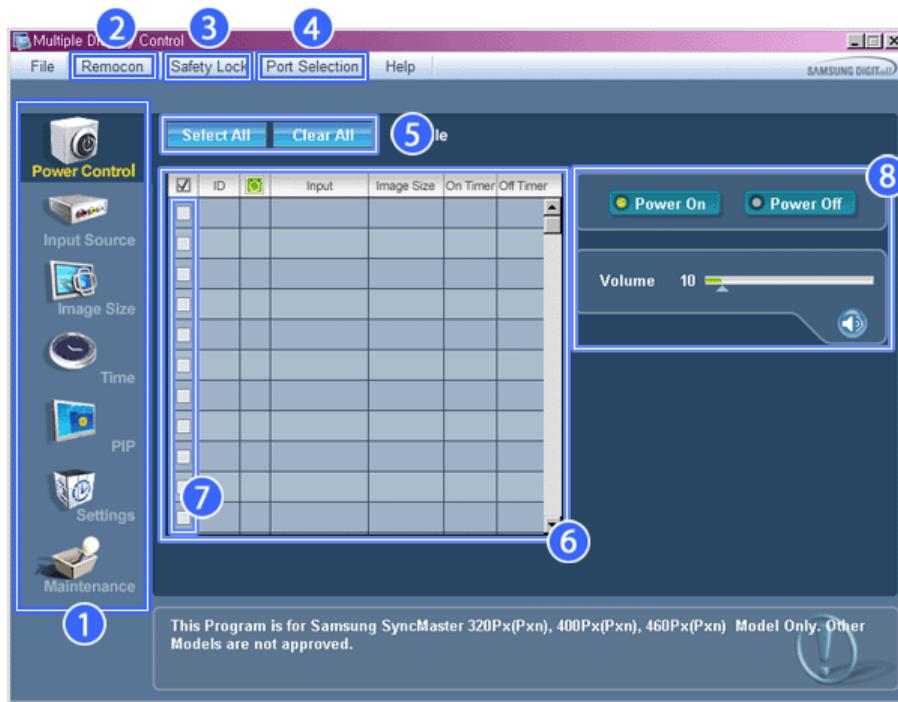 2 3 4
Multiple Di Control
File Remocon Safety Lock Port Selection Help SAMSUNG DIGITall
Select All Clear All 5 le
Power Control
Input Source
Image Size
Time
PIP
Settings
Maintenance
1
ID Input Image Size On Timer Off Timer
7
6
8
Power On Power Off
Volume 10
This Program is for Samsung SyncMaster 320Px(Pxn), 400Px(Pxn), 460Px(Pxn) Model Only. Other
Models are not approved.